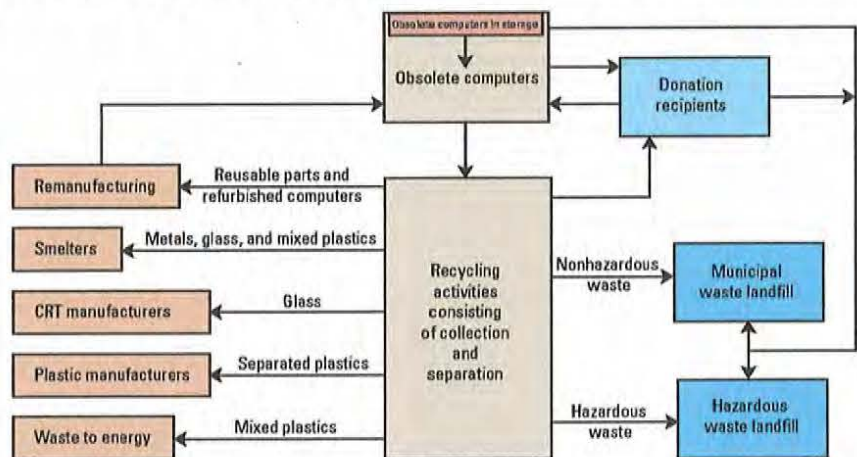 Obsolete computers in storage
Obsolete computers
Donation
recipients
Remanufacturing
Reusable parts and
refurbished computers
Smelters
Metals, glass, and mixed plastics
Recycling
activities
consisting
of collection
and
separation
Nonhazardous
waste
Municipal
waste landfill
CRT manufacturers
Glass
Plastic manufacturers
Separated plastics
Waste to energy
Mixed plastics
Hazardous
waste
Hazardous
waste landfill